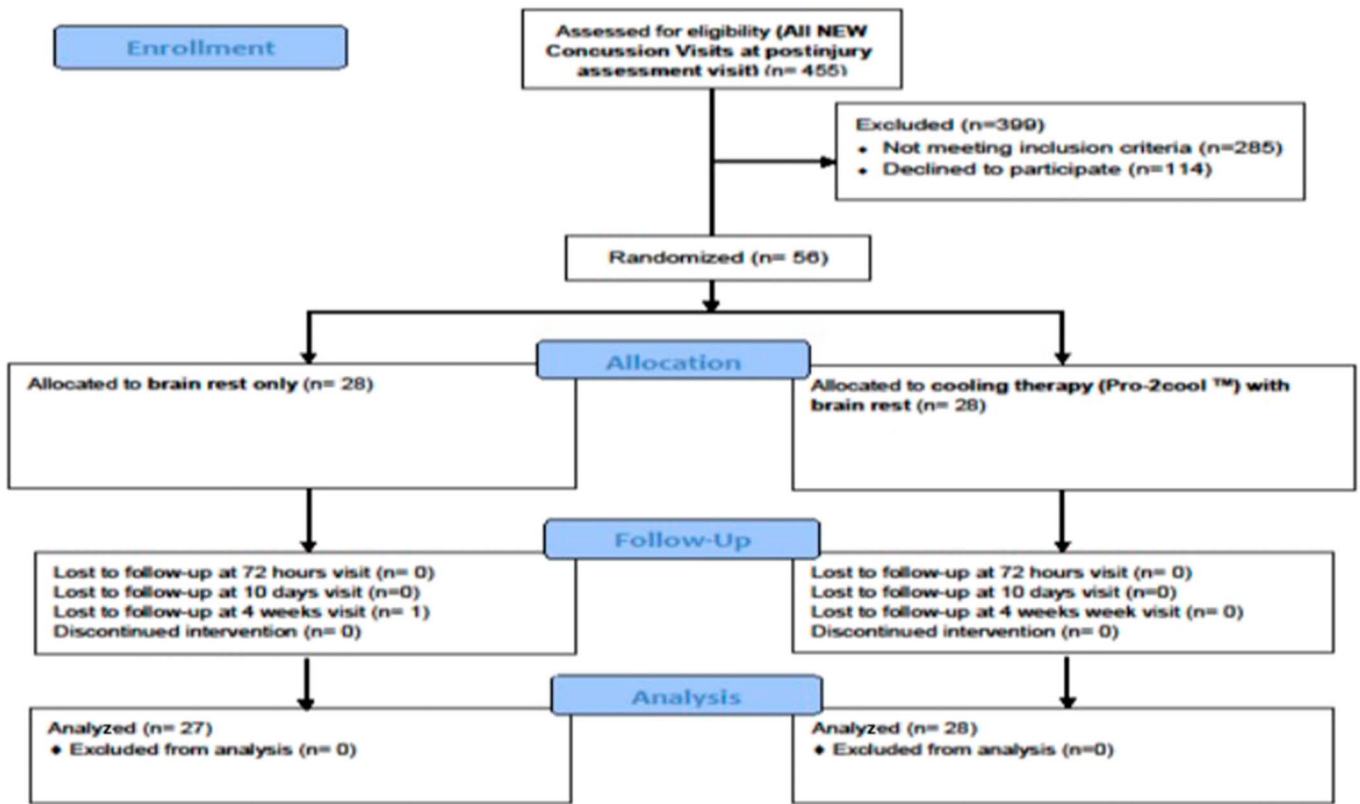 Enrollment
Assessed for eligibility (All NEW
Concussion Visits at postinjury
assessment visit) (n= 455)
Excluded (n=399)
• Not meeting inclusion criteria (n=285)
• Declined to participate (n=114)
Randomized (n= 56)
Allocation
Allocated to brain rest only (n= 28)
Allocated to cooling therapy (Pro-2cool ™) with
brain rest (n= 28)
Follow-Up
Lost to follow-up at 72 hours visit (n= 0)
Lost to follow-up at 10 days visit (n=0)
Lost to follow-up at 4 weeks visit (n= 1)
Discontinued intervention (n= 0)
Lost to follow-up at 72 hours visit (n= 0)
Lost to follow-up at 10 days visit (n=0)
Lost to follow-up at 4 weeks week visit (n= 0)
Discontinued intervention (n= 0)
Analysis
Analyzed (n= 27)
♦ Excluded from analysis (n= 0)
Analyzed (n= 28)
♦ Excluded from analysis (n=0)